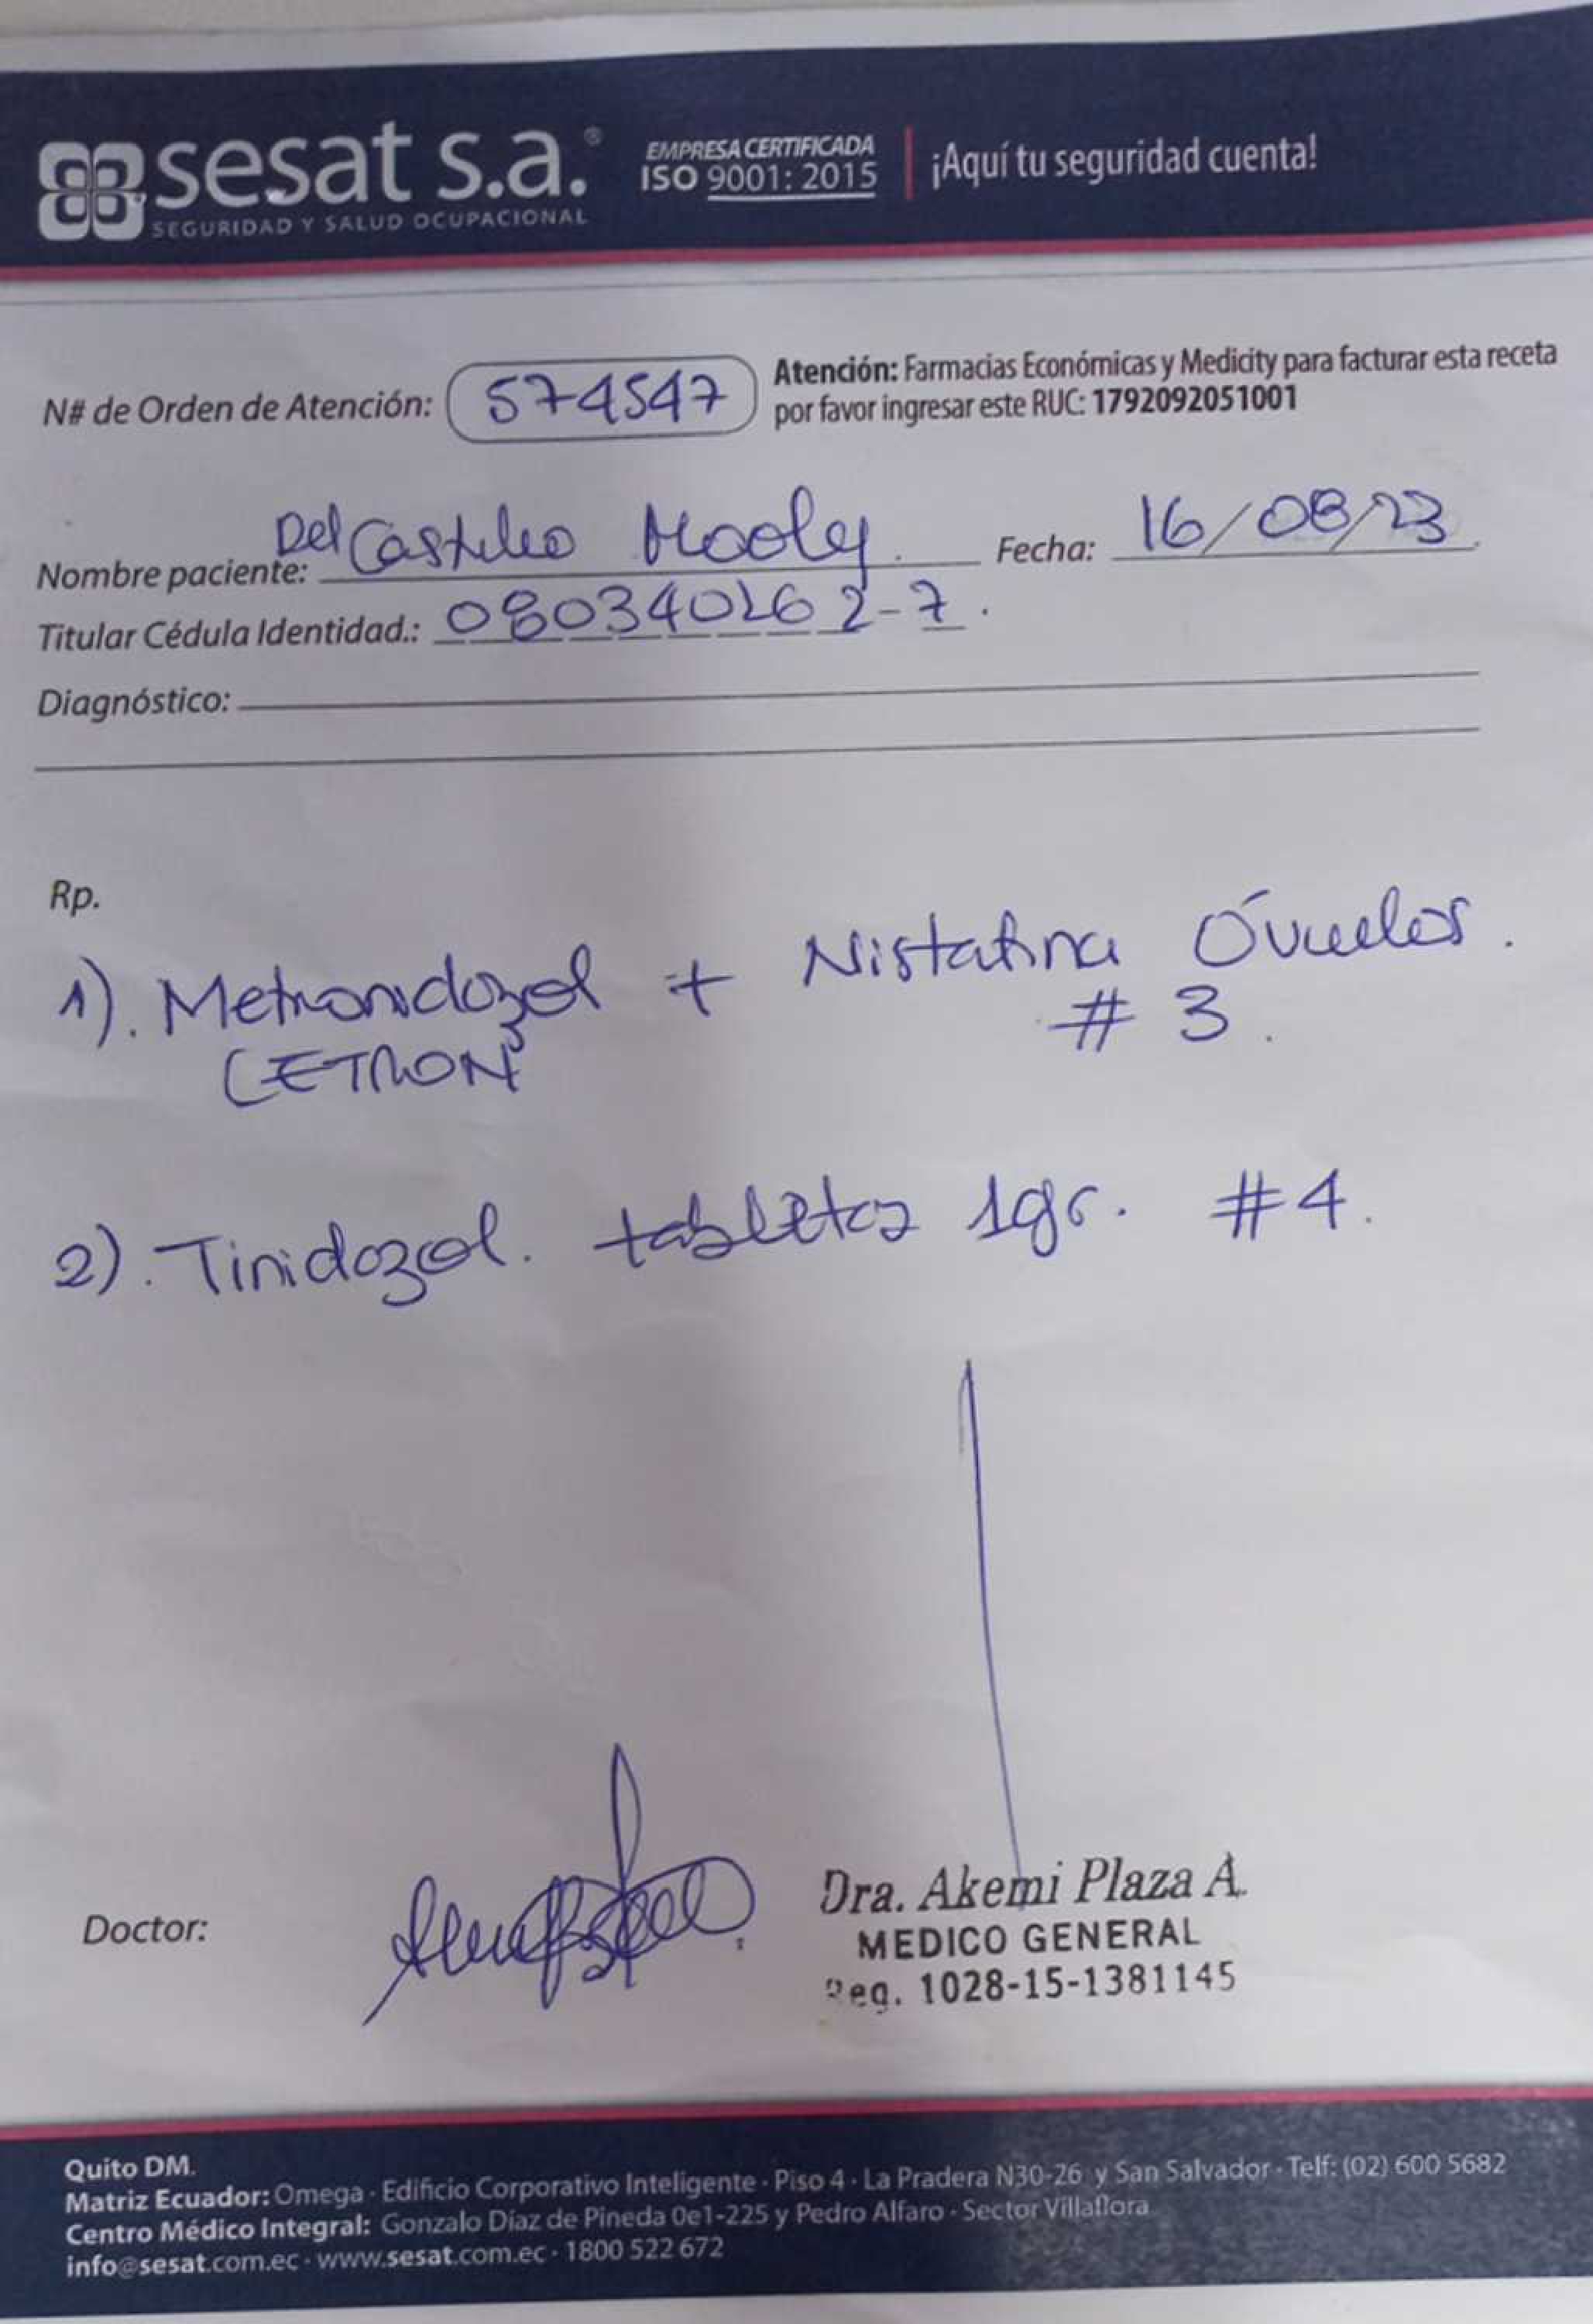 sesat s.a.®
SEGURIDAD Y SALUD OCUPACIONAL
EMPRESA CERTIFICADA
ISO 9001: 2015
¡Aquí tu seguridad cuenta!
N# de Orden de Atención: 574547
Atención: Farmacias Económicas y Medicity para facturar esta receta
por favor ingresar este RUC: 1792092051001
Nombre paciente: Del Castillo Fecha: 16/08/23
Titular Cédula Identidad.: 080340262-7.
Diagnóstico:
Rp.
1). Metronidazol + Nistatina Óvulos.
# 3.
CETRON
2). Tinidazol. tabletas 1gr. #4.
Doctor:
Dra. Akemi Plaza A.
MEDICO GENERAL
Reg. 1028-15-1381145
Quito DM.
Matriz Ecuador: Omega · Edificio Corporativo Inteligente · Piso 4 · La Pradera N30-26 y San Salvador · Telf: (02) 600 5682
Centro Médico Integral: Gonzalo Díaz de Pineda 0e1-225 y Pedro Alfaro · Sector Villaflora
info@sesat.com.ec · www.sesat.com.ec · 1800 522 672